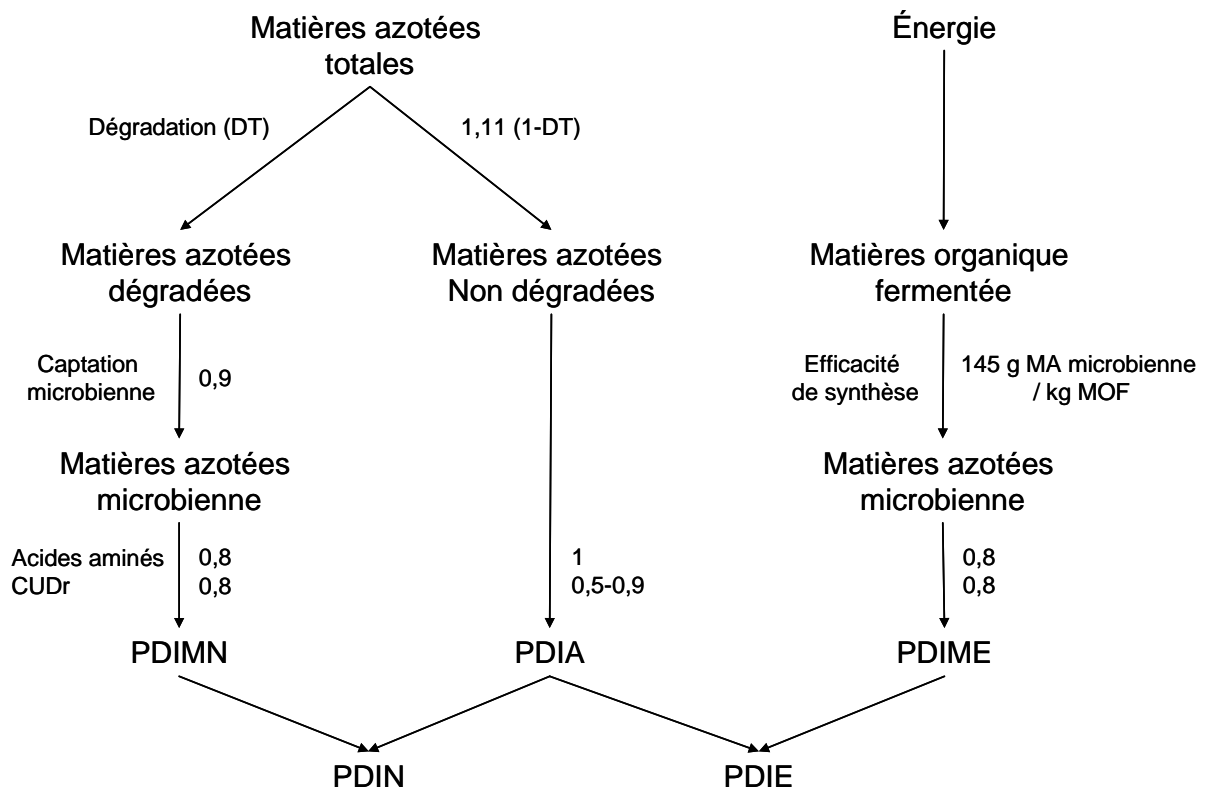 Matières azotées
totales
Énergie
Dégradation (DT)
1,11 (1-DT)
Matières azotées
dégradées
Matières azotées
Non dégradées
Matières organique
fermentée
Captation
microbienne
0,9
Efficacité
de synthèse
145 g MA microbienne
/ kg MOF
Matières azotées
microbienne
Matières azotées
microbienne
Acides aminés
CUDr
0,8
0,8
1
0,5-0,9
0,8
0,8
PDIMN
PDIA
PDIME
PDIN
PDIE